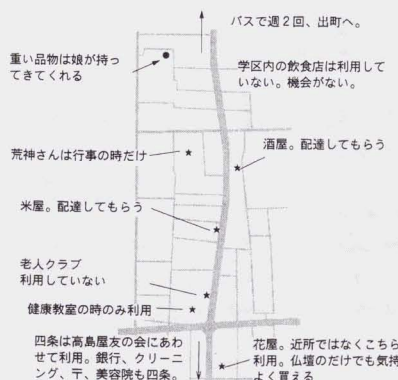 バスで週2回、出町へ。
重い品物は娘が持っ
てきてくれる
学区内の飲食店は利用して
いない。機会がない。
酒屋。配達してもらう
荒神さんは行事の時だけ
米屋。配達してもらう
老人クラブ
利用していない
健康教室の時のみ利用
四条は高島屋友の会にあわ
せて利用。銀行、クリーニ
ング、〒、美容院も四条。
花屋。近所ではなくこちら
利用。仏壇のだけでも気持
よく買える